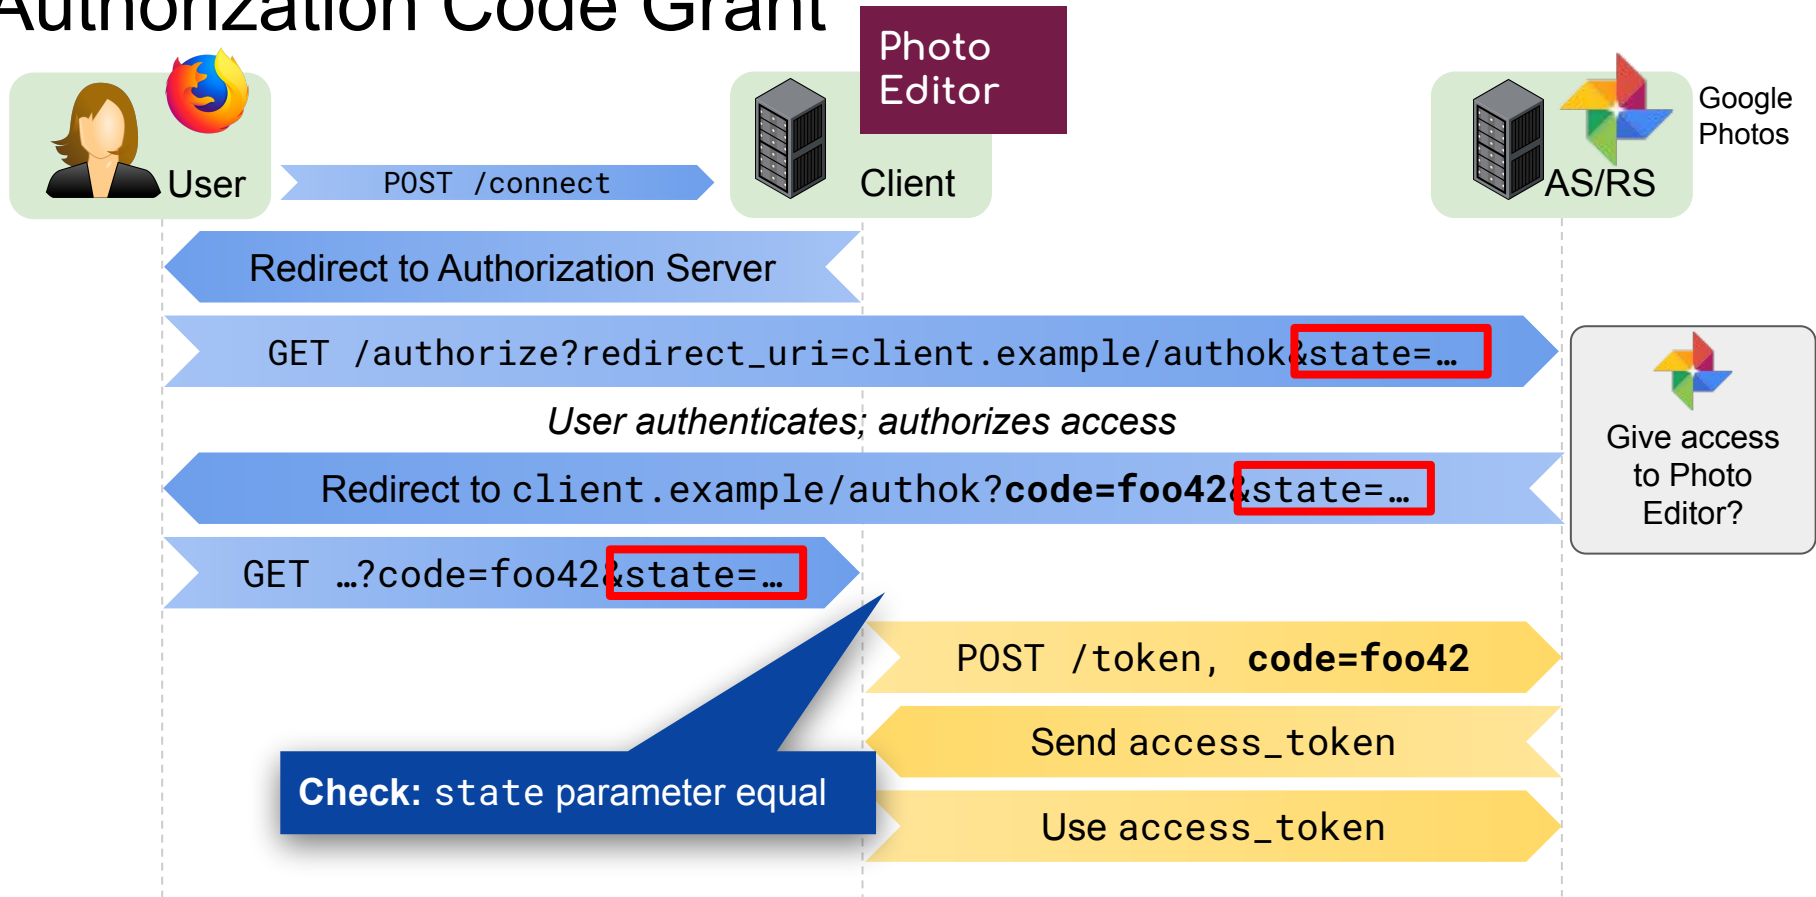 Authorization Code Grant
Photo
Editor
Google
Photos
User
POST /connect
Client
AS/RS
Redirect to Authorization Server
GET /authorize?redirect_uri=client.example/authok&state=…
User authenticates; authorizes access
Give access
to Photo
Editor?
Redirect to client.example/authok?code=foo42&state=…
GET …?code=foo42&state=…
POST /token, code=foo42
Send access_token
Check: state parameter equal
Use access_token